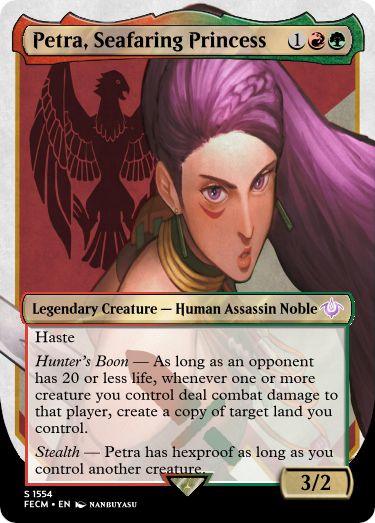 Petra, Seafaring Princess 1
Legendary Creature — Human Assassin Noble
Haste
Hunter's Boon — As long as an opponent
has 20 or less life, whenever one or more
creature you control deal combat damage to
that player, create a copy of target land you
control.
Stealth — Petra has hexproof as long as you
control another creature.
3/2
S 1554
FECM • EN NANBUYASU